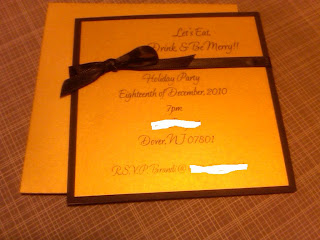 Let's Eat,
Drink, & Be Merry!!
Holiday Party
Eighteenth of December, 2010
7pm
Dover, NJ 07801
R.S.V.P. @